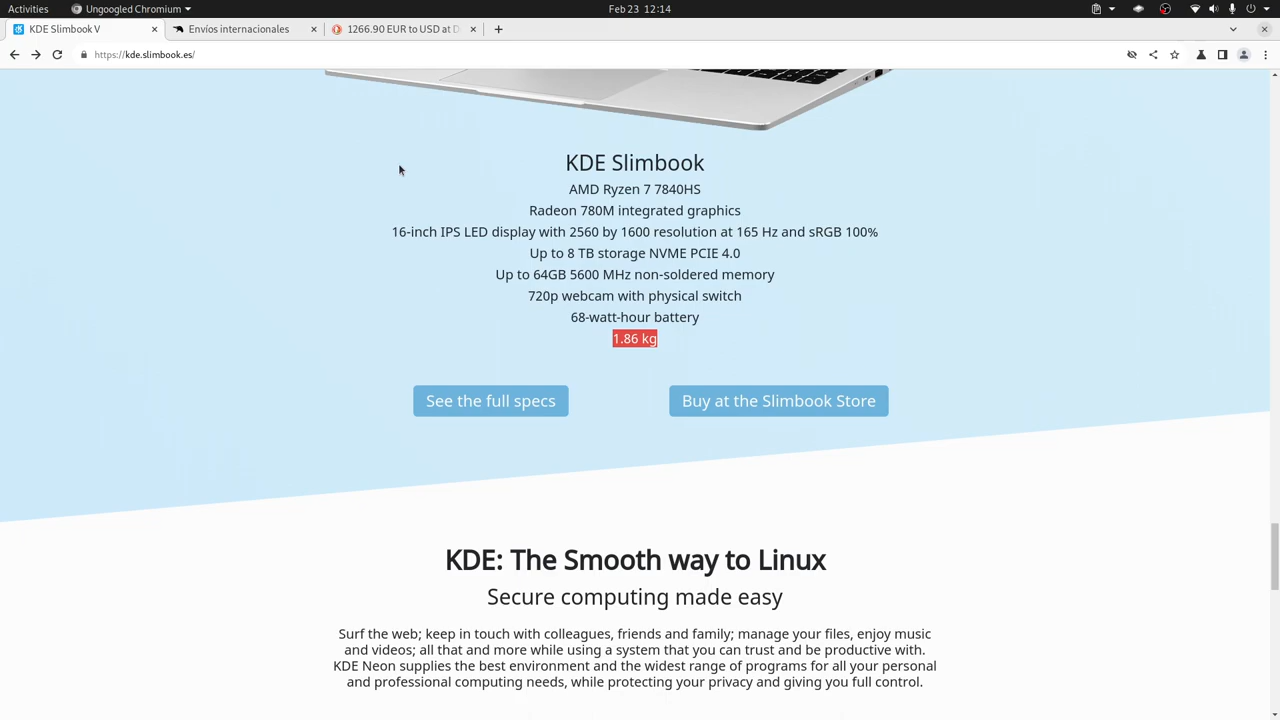 Activities
Ungoogled Chromium
Feb 23 12:14
KDE Slimbook V
Envíos internacionales
1266.90 EUR to USD at D
https://kde.slimbook.es/
KDE Slimbook
AMD Ryzen 7 7840HS
Radeon 780M integrated graphics
16-inch IPS LED display with 2560 by 1600 resolution at 165 Hz and sRGB 100%
Up to 8 TB storage NVME PCIE 4.0
Up to 64GB 5600 MHz non-soldered memory
720p webcam with physical switch
68-watt-hour battery
1.86 kg
See the full specs
Buy at the Slimbook Store
KDE: The Smooth way to Linux
Secure computing made easy
Surf the web; keep in touch with colleagues, friends and family; manage your files, enjoy music
and videos; all that and more while using a system that you can trust and be productive with.
KDE Neon supplies the best environment and the widest range of programs for all your personal
and professional computing needs, while protecting your privacy and giving you full control.